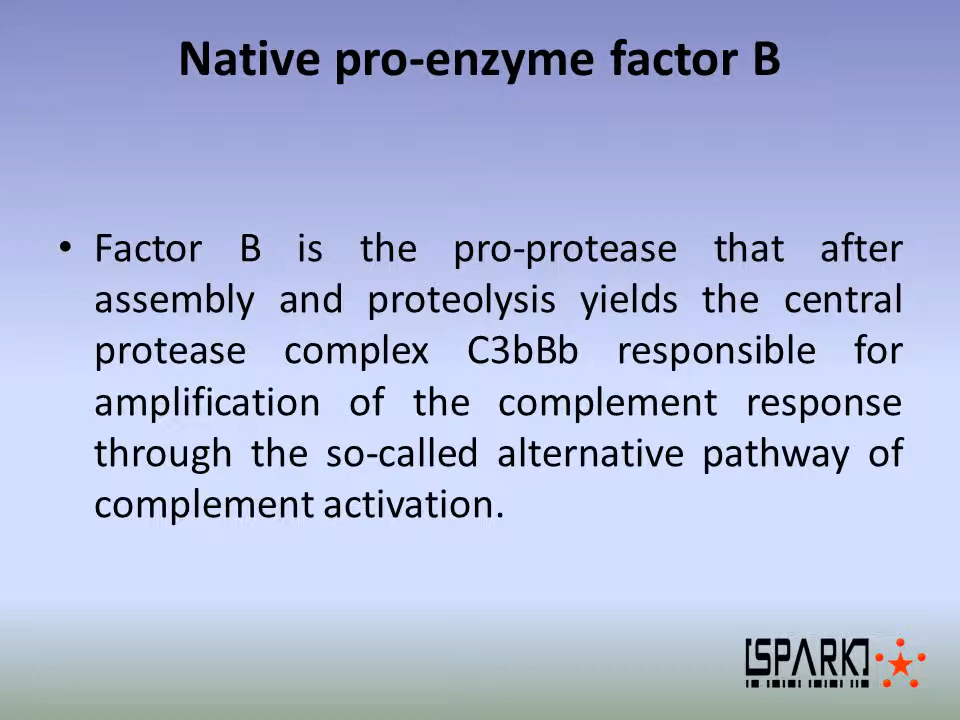 Native pro-enzyme factor B
• Factor B is the pro-protease that after
assembly and proteolysis yields the central
protease complex C3bBb responsible for
amplification of the complement response
through the so-called alternative pathway of
complement activation.
[SPARK]